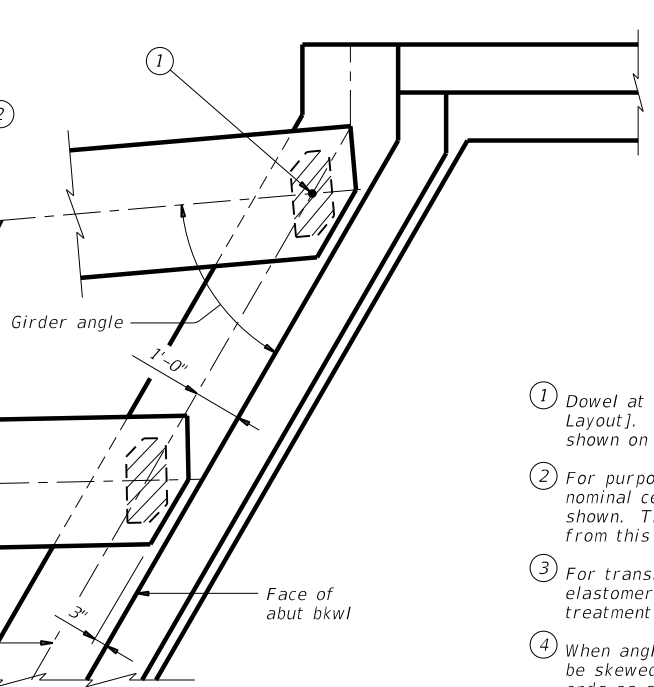 1
2
Girder angle
1'-0"
1 Dowel at
Layout].
shown on
2 For purpo
nominal ce
shown. T
from this
3 For trans
elastomer
treatment
4 When angl
be skewed
Face of
abut bkwl
3"